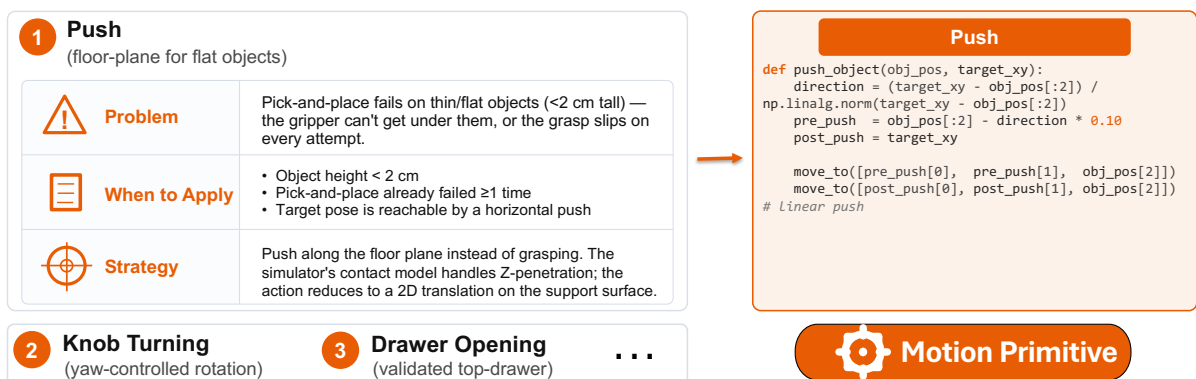 1 Push
(floor-plane for flat objects)
Problem
Pick-and-place fails on thin/flat objects (<2 cm tall) —
the gripper can't get under them, or the grasp slips on
every attempt.
When to Apply
• Object height < 2 cm
• Pick-and-place already failed ≥1 time
• Target pose is reachable by a horizontal push
Strategy
Push along the floor plane instead of grasping. The
simulator's contact model handles Z-penetration; the
action reduces to a 2D translation on the support surface.
2 Knob Turning
(yaw-controlled rotation)
3 Drawer Opening
(validated top-drawer)
...
Push
def push_object(obj_pos, target_xy):
    direction = (target_xy - obj_pos[:2]) /
np.linalg.norm(target_xy - obj_pos[:2])
    pre_push  = obj_pos[:2] - direction * 0.10
    post_push = target_xy
    move_to([pre_push[0],  pre_push[1],  obj_pos[2]])
    move_to([post_push[0], post_push[1], obj_pos[2]])
# Linear push
Motion Primitive